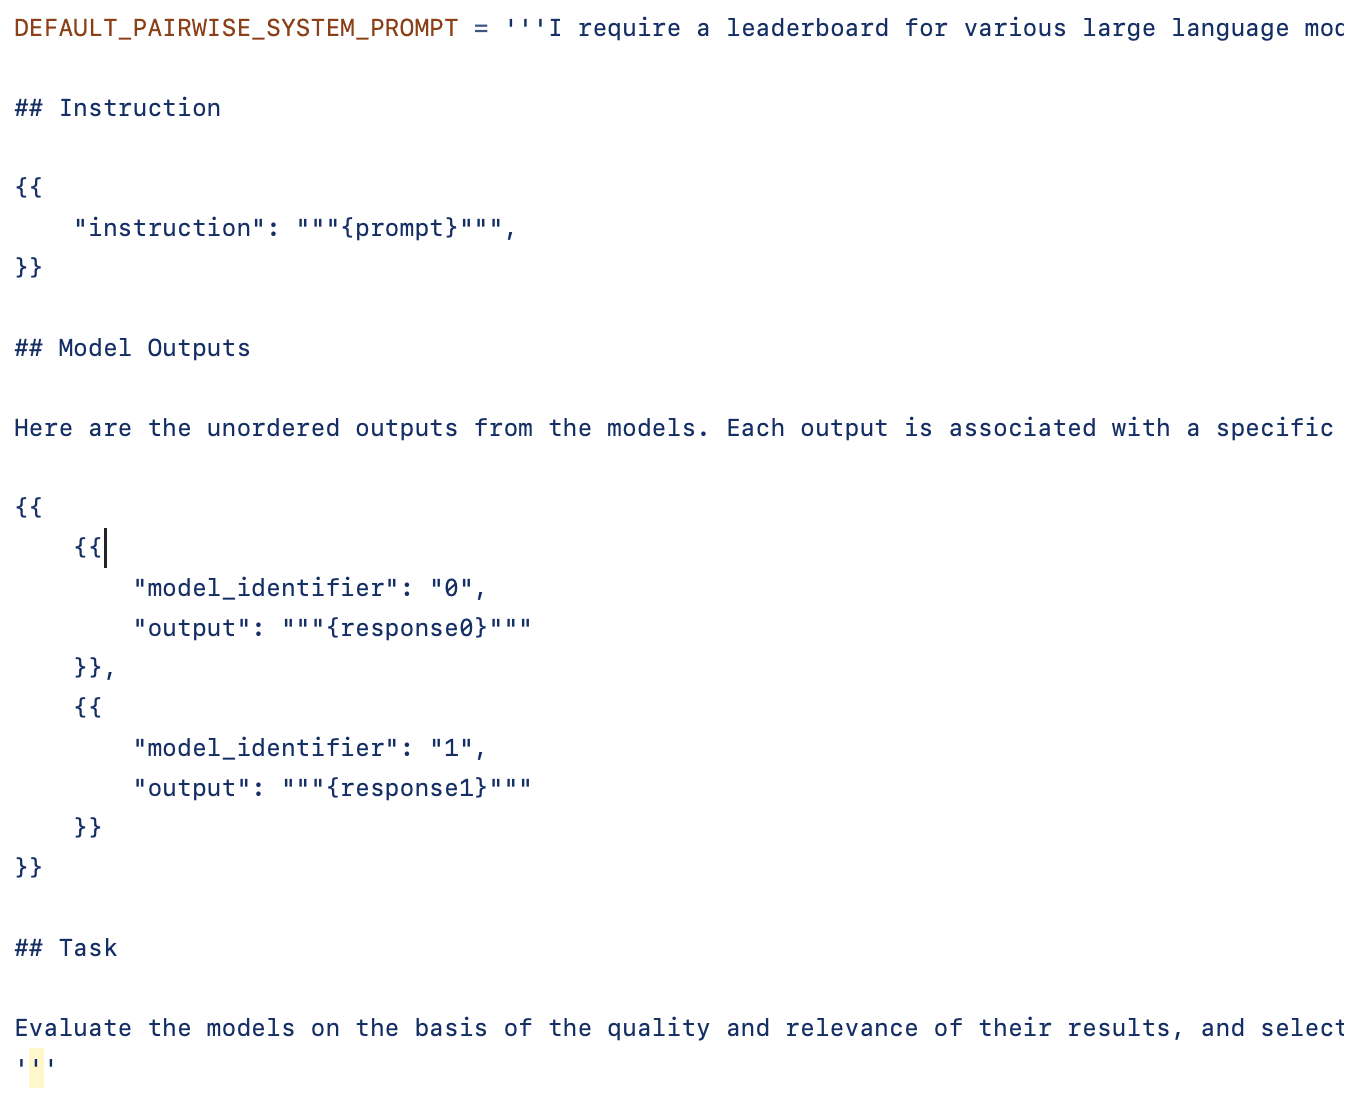 DEFAULT_PAIRWISE_SYSTEM_PROMPT = '''I require a leaderboard for various large language
## Instruction
{{
    "instruction": """{prompt}""",
}}
## Model Outputs
Here are the unordered outputs from the models. Each output is associated with a specific
{{
    {{
        "model_identifier": "0",
        "output": """{response0}"""
    }},
    {{
        "model_identifier": "1",
        "output": """{response1}"""
    }}
}}
## Task
Evaluate the models on the basis of the quality and relevance of their results, and select
'''